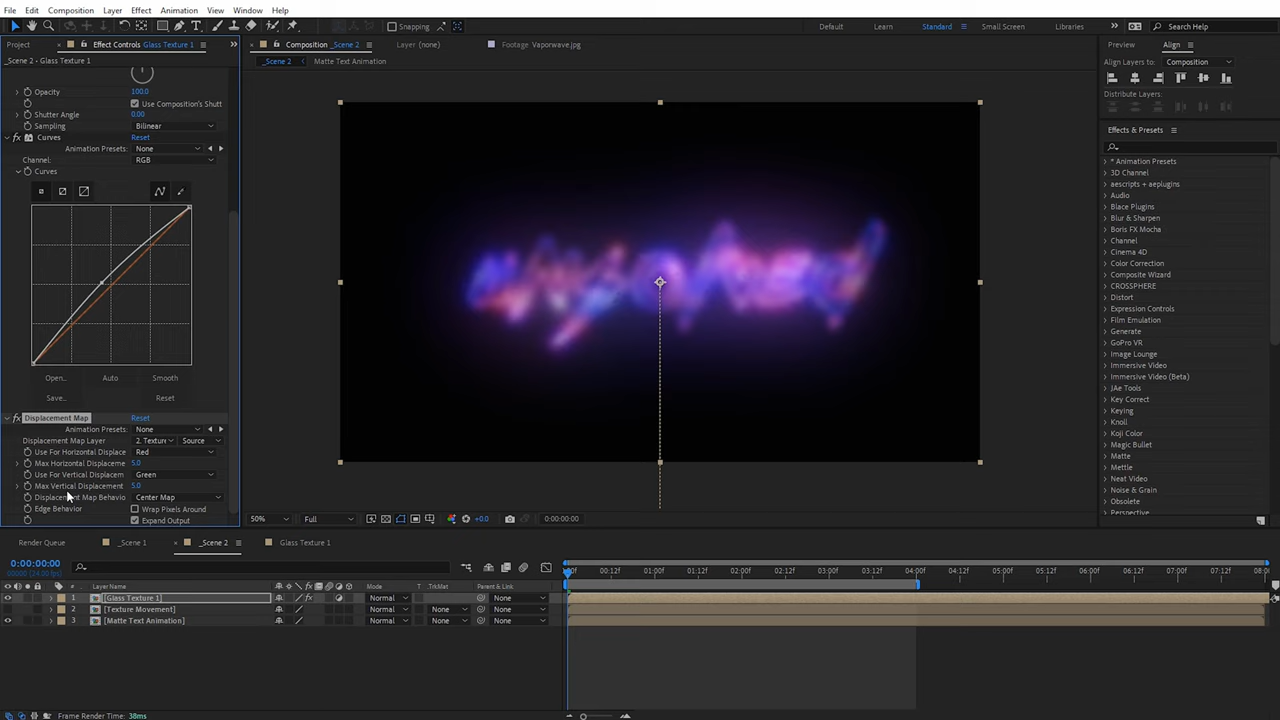 File Edit Composition Layer Effect Animation View Window Help
Snapping Default Learn Standard Small Screen Libraries Search Help
Project Effect Controls Glass Texture 1 Composition _Scene 2 Layer (none) Footage Vaporwave.jpg Preview Align
_Scene 2 · Glass Texture 1 _Scene 2 Matte Text Animation Align Layers to: Composition
Opacity 100.0
Use Composition's Shutt
Shutter Angle 0.00
Sampling Bilinear
fx Curves Reset
Animation Presets: None
Channel: RGB
Curves
Open... Auto Smooth
Save... Reset
fx Displacement Map Reset
Animation Presets: None
Displacement Map Layer 2. Textur Source
Use For Horizontal Displace Red
Max Horizontal Displaceme 5.0
Use For Vertical Displacem Green
Max Vertical Displacement 5.0
Displacement Map Behavio Center Map
Edge Behavior Wrap Pixels Around
Expand Output
50% Full +0.0 0:00:00:00
Distribute Layers:
Effects & Presets
* Animation Presets
3D Channel
aescripts + aeplugins
Audio
Blace Plugins
Blur & Sharpen
Boris FX Mocha
Channel
Cinema 4D
Color Correction
Composite Wizard
CROSSPHERE
Distort
Expression Controls
Film Emulation
Generate
GoPro VR
Image Lounge
Immersive Video
Immersive Video (Beta)
JAe Tools
Key Correct
Keying
Knoll
Koji Color
Magic Bullet
Matte
Mettle
Neat Video
Noise & Grain
Perspective
Render Queue _Scene 1 _Scene 2 Glass Texture 1
0:00:00:00
# Layer Name Mode T TrkMat Parent & Link
00:12f 01:00f 01:12f 02:00f 02:12f 03:00f 03:12f 04:00f 04:12f 05:00f 05:12f 06:00f 06:12f 07:00f 07:12f
1 [Glass Texture 1] Normal None
2 [Texture Movement] Normal None None
3 [Matte Text Animation] Normal None None
Frame Render Time: 38ms